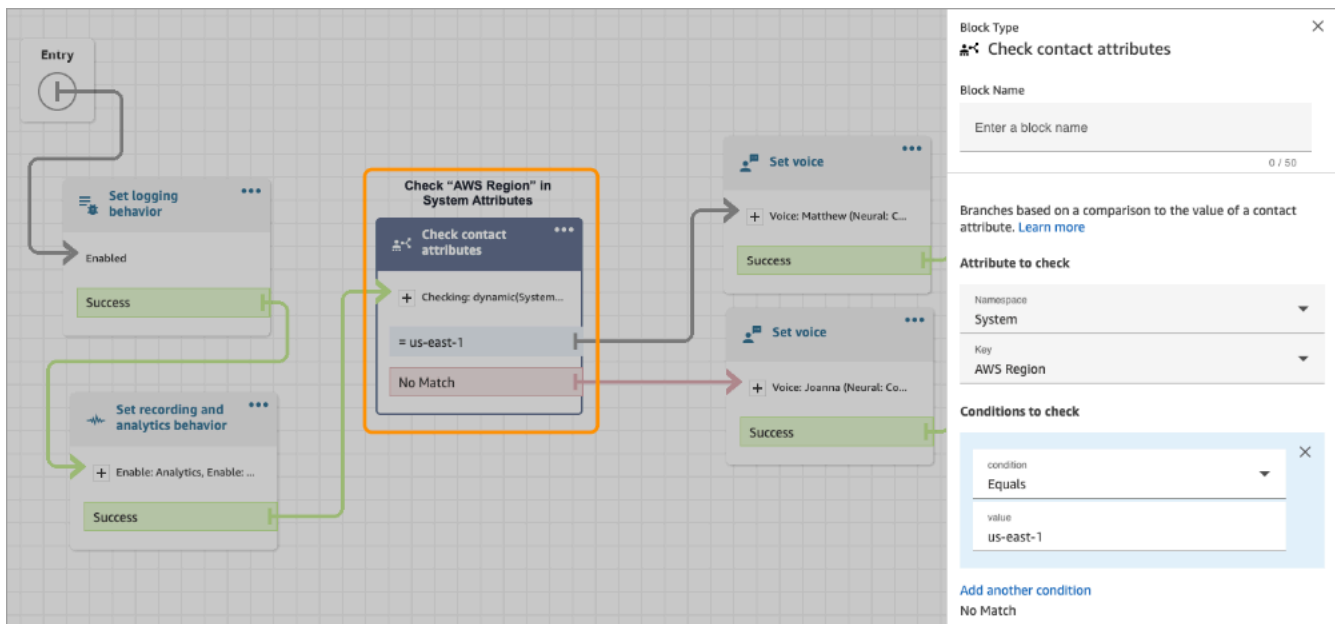 Entry
Set logging
behavior
•••
Enabled
Success
Set recording and
analytics behavior
•••
Enable: Analytics, Enable: ...
Success
Check “AWS Region” in
System Attributes
Check contact
attributes
•••
Checking: dynamic(System...
= us-east-1
No Match
Set voice
•••
Voice: Matthew (Neural: C...
Success
Set voice
•••
Voice: Joanna (Neural: Co...
Success
Block Type
Check contact attributes
Block Name
Enter a block name
0 / 50
Branches based on a comparison to the value of a contact
attribute. Learn more
Attribute to check
Namespace
System
Key
AWS Region
Conditions to check
condition
Equals
value
us-east-1
Add another condition
No Match